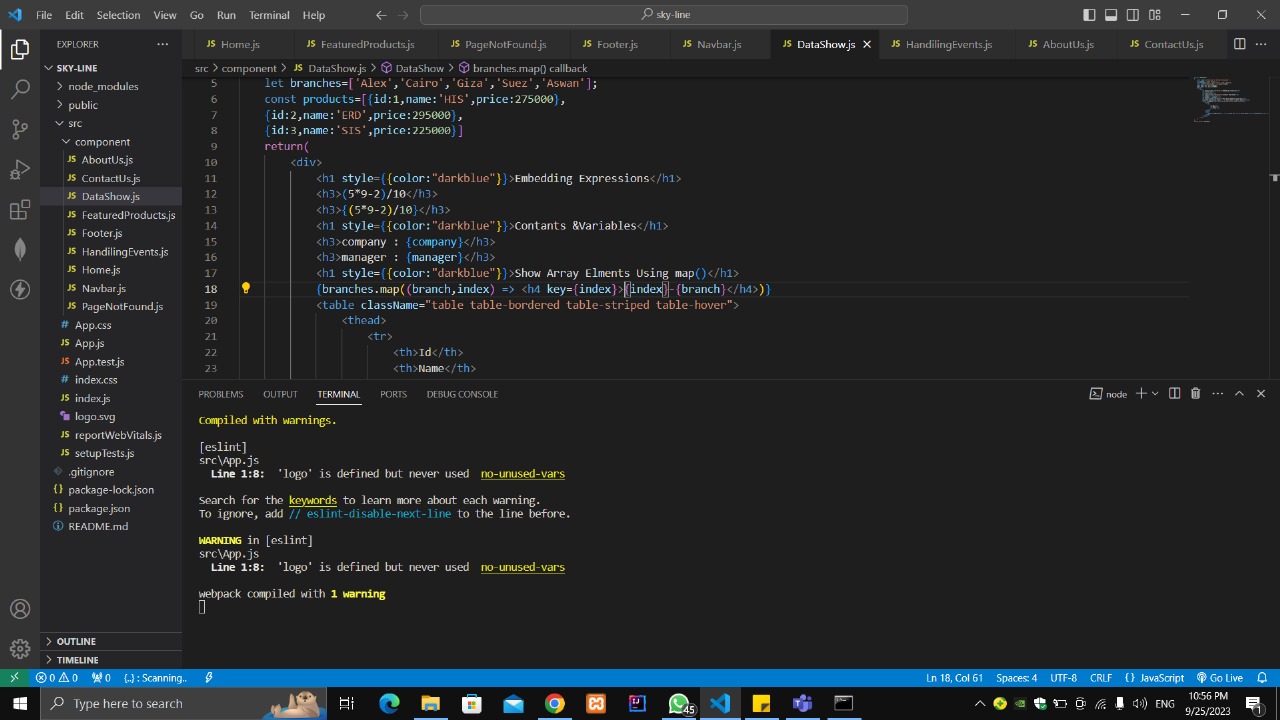 File Edit Selection View Go Run Terminal Help
sky-line
EXPLORER
Home.js FeaturedProducts.js PageNotFound.js Footer.js Navbar.js DataShow.js HandilingEvents.js AboutUs.js ContactUs.js
src > component > JS DataShow.js > DataShow > branches.map() callback
SKY-LINE
node_modules
public
src
component
JS AboutUs.js
JS ContactUs.js
JS DataShow.js
JS FeaturedProducts.js
JS Footer.js
JS HandilingEvents.js
JS Home.js
JS Navbar.js
JS PageNotFound.js
# App.css
JS App.js
JS App.test.js
# index.css
JS index.js
logo.svg
JS reportWebVitals.js
JS setupTests.js
.gitignore
{} package-lock.json
{} package.json
README.md
OUTLINE
TIMELINE
5 let branches=['Alex','Cairo','Giza','Suez','Aswan'];
6 const products=[{id:1,name:'HIS',price:275000},
7 {id:2,name:'ERD',price:295000},
8 {id:3,name:'SIS',price:225000}]
9 return(
10 <div>
11 <h1 style={{color:"darkblue"}}>Embedding Expressions</h1>
12 <h3>(5*9-2)/10</h3>
13 <h3>{(5*9-2)/10}</h3>
14 <h1 style={{color:"darkblue"}}>Contants &Variables</h1>
15 <h3>company : {company}</h3>
16 <h3>manager : {manager}</h3>
17 <h1 style={{color:"darkblue"}}>Show Array Elments Using map()</h1>
18 {branches.map((branch,index) => <h4 key={index}>{index}-{branch}</h4>)}
19 <table className="table table-bordered table-striped table-hover">
20 <thead>
21 <tr>
22 <th>Id</th>
23 <th>Name</th>
PROBLEMS OUTPUT TERMINAL PORTS DEBUG CONSOLE
node
Compiled with warnings.
[eslint]
src\App.js
Line 1:8: 'logo' is defined but never used no-unused-vars
Search for the keywords to learn more about each warning.
To ignore, add // eslint-disable-next-line to the line before.
WARNING in [eslint]
src\App.js
Line 1:8: 'logo' is defined but never used no-unused-vars
webpack compiled with 1 warning
0 0 0 {..} : Scanning..
Ln 18, Col 61 Spaces: 4 UTF-8 CRLF {} JavaScript Go Live
Type here to search
45
ENG
10:56 PM
9/25/2023
1